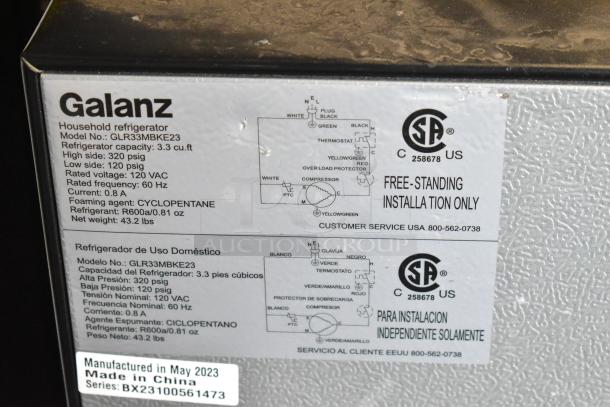 Galanz
Household refrigerator
Model No.: GLR33MBKE23
Refrigerator capacity: 3.3 cu.ft
High side: 320 psig
Low side: 120 psig
Rated voltage: 120 VAC
Rated frequency: 60 Hz
Current: 0.8 A
Foaming agent: CYCLOPENTANE
Refrigerant: R600a/0.81 oz
Net weight: 43.2 lbs
N E L
PLUG
WHITE
BLACK
GREEN
BLACK
H
THERMOSTAT
C
YELLOW/GREEN
RED
OVER LOAD PROTECTOR
COMPRESSOR
WHITE
PTC
S
C
M
YELLOW/GREEN
CSA®
C 258678 US
FREE-STANDING
INSTALLATION ONLY
CUSTOMER SERVICE USA 800-562-0738
AUCTION GROUP
Refrigerador de Uso Doméstico
Modelo No.: GLR33MBKE23
Capacidad del Refrigerador: 3.3 pies cúbicos
Alta Presión: 320 psig
Baja Presión: 120 psig
Tensión Nominal: 120 VAC
Frecuencia Nominal: 60 Hz
Corriente: 0.8 A
Agente Espumante: CICLOPENTANO
Refrigerante: R600a/0.81 oz
Peso Neto: 43.2 lbs
N E L
CLAVIJA
BLANCO
NEGRO
VERDE
H
TERMOSTATO
C
VERDE/AMARILLO
ROJO
PROTECTOR DE SOBRECARGA
COMPRESOR
BLANCO
PTC
S
C
M
VERDE/AMARILLO
CSA®
C 258678 US
PARA INSTALACION
INDEPENDIENTE SOLAMENTE
SERVICIO AL CLIENTE EEUU 800-562-0738
Manufactured in May 2023
Made in China
Series: BX23100561473